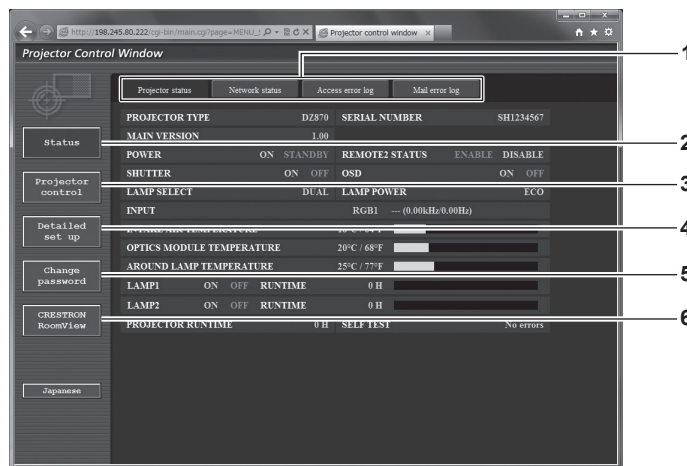 http://198.245.80.222/cgi-bin/main.cgi?page=MENU_S
Projector control window
Projector Control Window
1
Projector status Network status Access error log Mail error log
PROJECTOR TYPE DZ870 SERIAL NUMBER SH1234567
MAIN VERSION 1.00
Status 2
POWER ON STANDBY REMOTE2 STATUS ENABLE DISABLE
SHUTTER ON OFF OSD ON OFF
Projector
control 3
LAMP SELECT DUAL LAMP POWER ECO
INPUT RGB1 --- (0.00kHz/0.00Hz)
Detailed
set up 4
INTAKE AIR TEMPERATURE
OPTICS MODULE TEMPERATURE 20°C / 68°F
AROUND LAMP TEMPERATURE 25°C / 77°F
Change
password 5
LAMP1 ON OFF RUNTIME 0 H
LAMP2 ON OFF RUNTIME 0 H
CRESTRON
RoomView 6
PROJECTOR RUNTIME 0 H SELF TEST No errors
Japanese